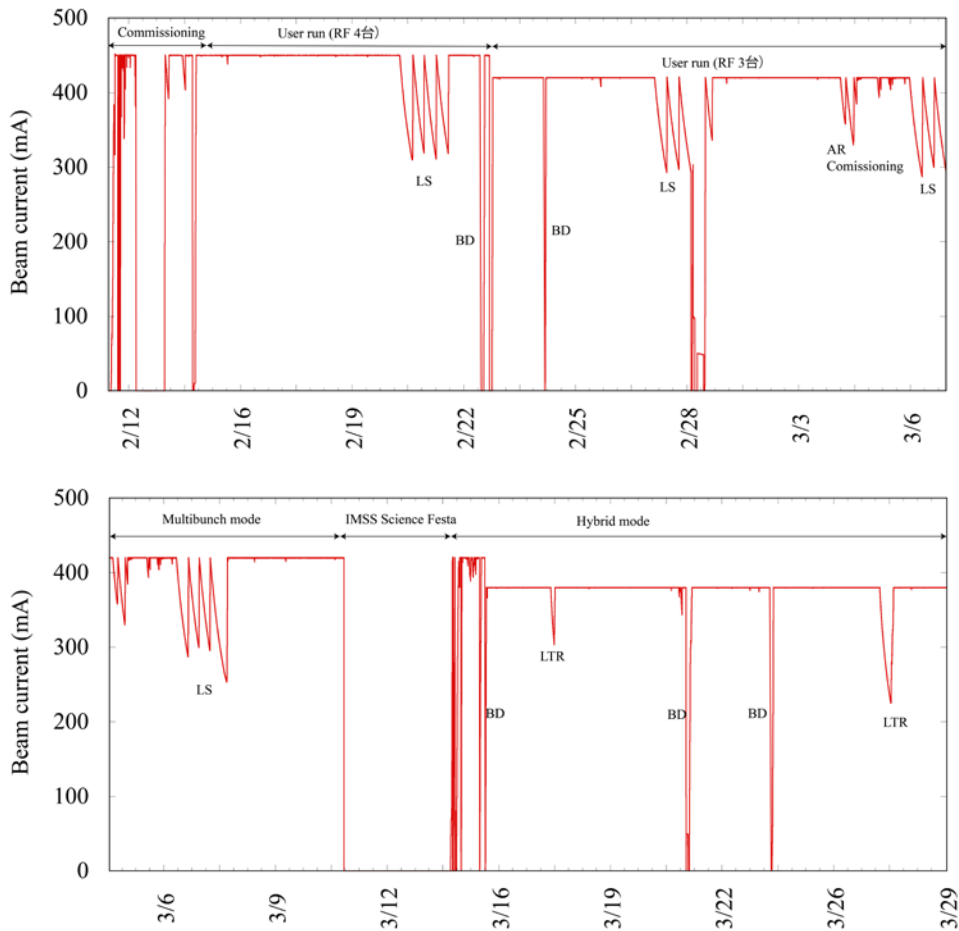 500
Commissioning
User run (RF 4台)
User run (RF 3台)
400
300
200
100
0
Beam current (mA)
LS
BD
BD
LS
AR
Comissioning
LS
2/12
2/16
2/19
2/22
2/25
2/28
3/3
3/6
500
Multibunch mode
IMSS Science Festa
Hybrid mode
400
300
200
100
0
Beam current (mA)
LS
BD
LTR
BD
BD
LTR
3/6
3/9
3/12
3/16
3/19
3/22
3/26
3/29